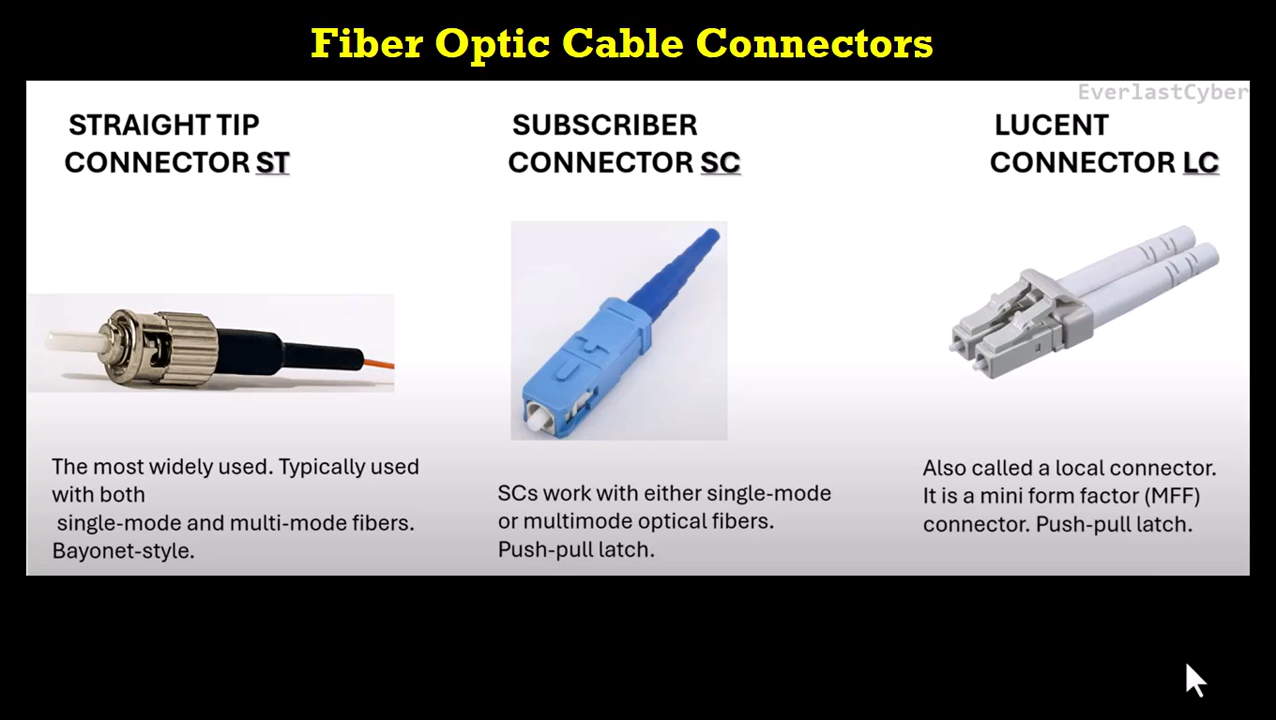 Fiber Optic Cable Connectors
EverlastCyber
STRAIGHT TIP
CONNECTOR ST
SUBSCRIBER
CONNECTOR SC
LUCENT
CONNECTOR LC
The most widely used. Typically used
with both
single-mode and multi-mode fibers.
Bayonet-style.
SCs work with either single-mode
or multimode optical fibers.
Push-pull latch.
Also called a local connector.
It is a mini form factor (MFF)
connector. Push-pull latch.